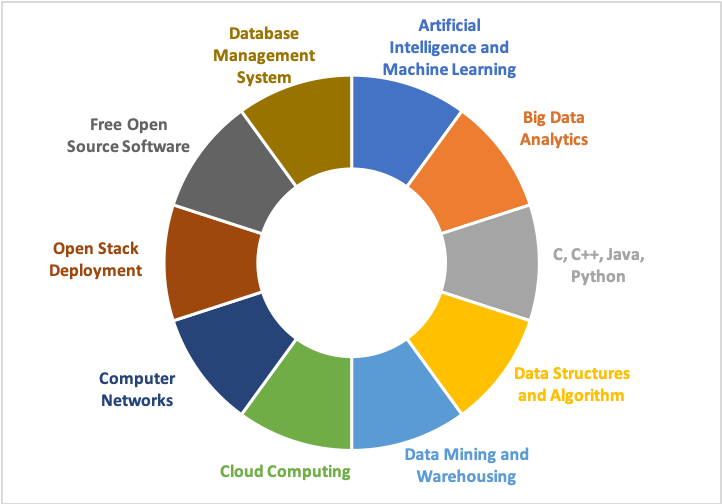 Artificial
Intelligence and
Machine Learning
Big Data
Analytics
C, C++, Java,
Python
Data Structures
and Algorithm
Data Mining and
Warehousing
Cloud Computing
Computer
Networks
Open Stack
Deployment
Free Open
Source Software
Database
Management
System